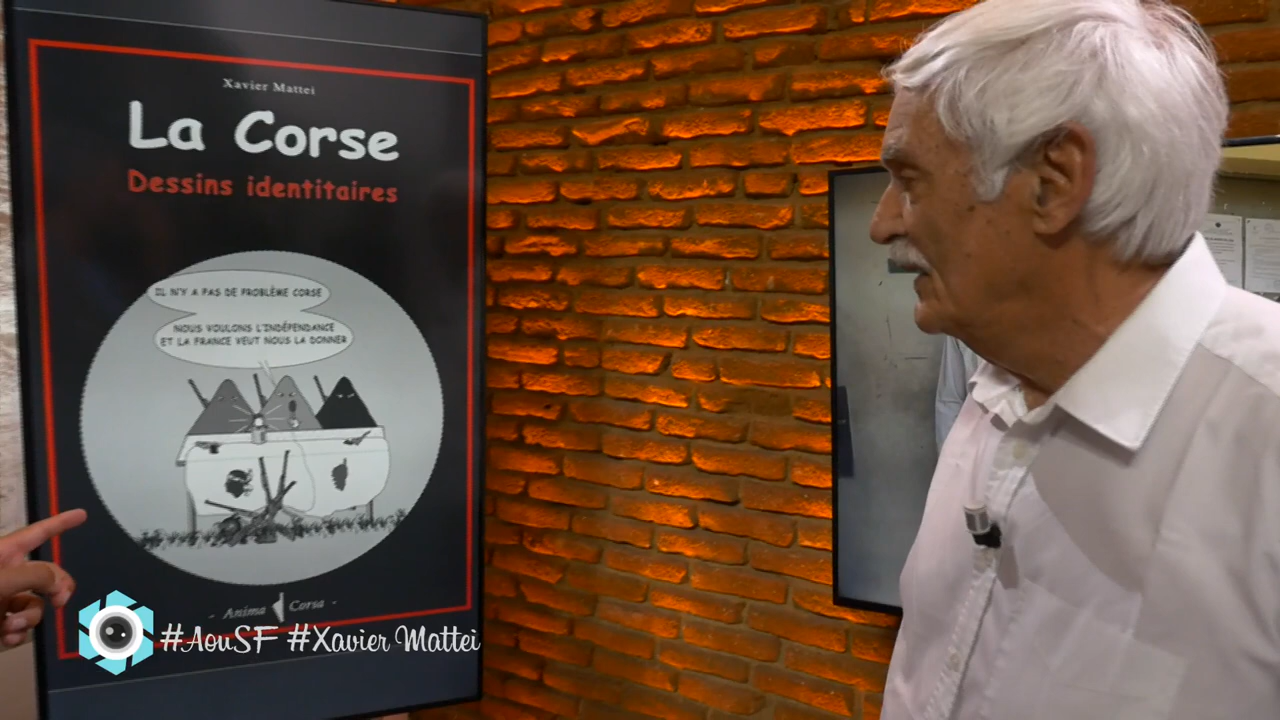 Xavier Mattei
La Corse
Dessins identitaires
IL N'Y A PAS DE PROBLÈME CORSE
NOUS VOULONS L'INDÉPENDANCE
ET LA FRANCE VEUT NOUS LA DONNER
- Anima Corsa -
#AouSF #Xavier Mattei